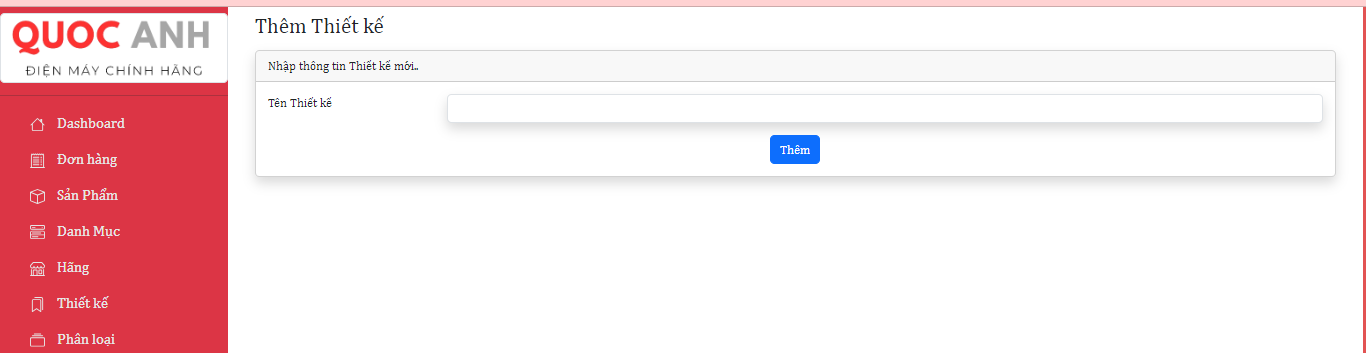 QUOC ANH
ĐIỆN MÁY CHÍNH HÃNG
Dashboard
Đơn hàng
Sản Phẩm
Danh Mục
Hãng
Thiết kế
Phân loại
Thêm Thiết kế
Nhập thông tin Thiết kế mới..
Tên Thiết kế
Thêm